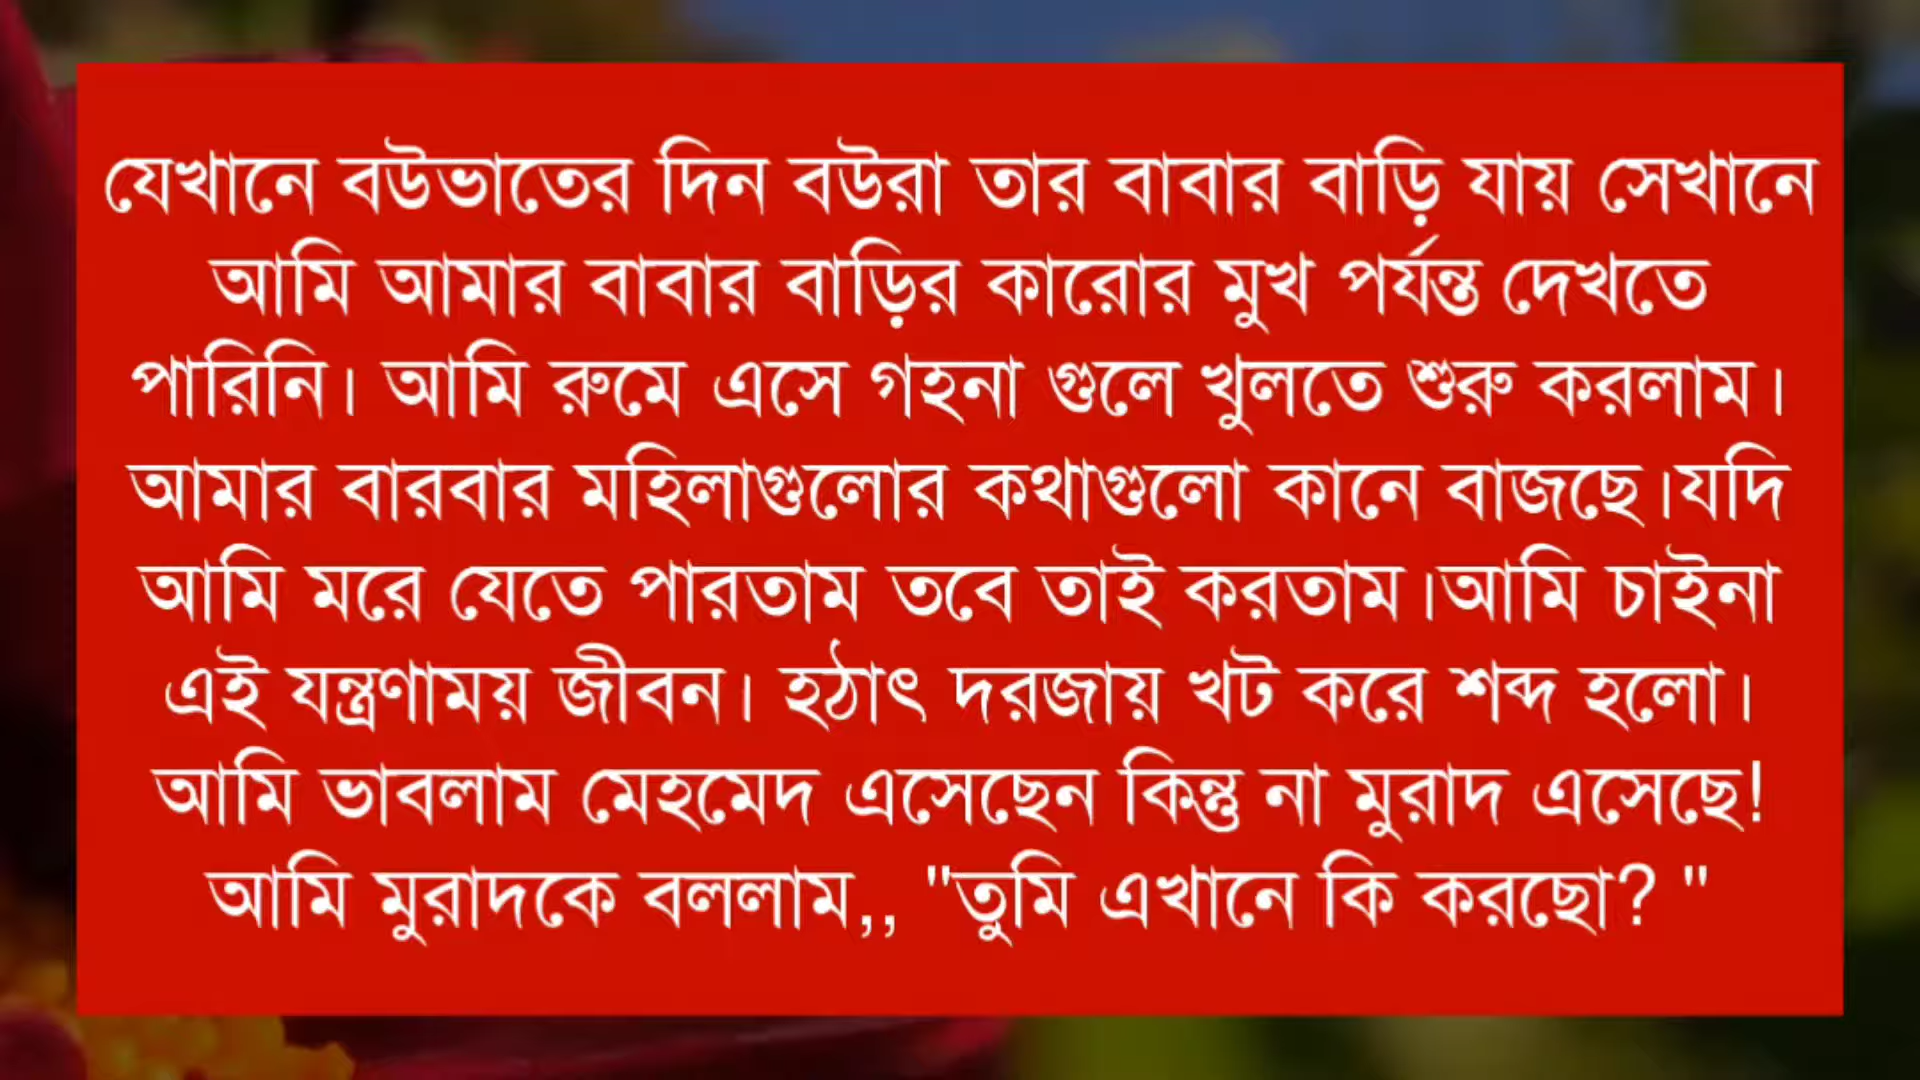 যেখানে বউভাতের দিন বউরা তার বাবার বাড়ি যায় সেখানে
আমি আমার বাবার বাড়ির কারোর মুখ পর্যন্ত দেখতে
পারিনি। আমি রুমে এসে গহনা গুলে খুলতে শুরু করলাম।
আমার বারবার মহিলাগুলোর কথাগুলো কানে বাজছে।যদি
আমি মরে যেতে পারতাম তবে তাই করতাম।আমি চাইনা
এই যন্ত্রণাময় জীবন। হঠাৎ দরজায় খট করে শব্দ হলো।
আমি ভাবলাম মেহমেদ এসেছেন কিন্তু না মুরাদ এসেছে!
আমি মুরাদকে বললাম,, "তুমি এখানে কি করছো? "